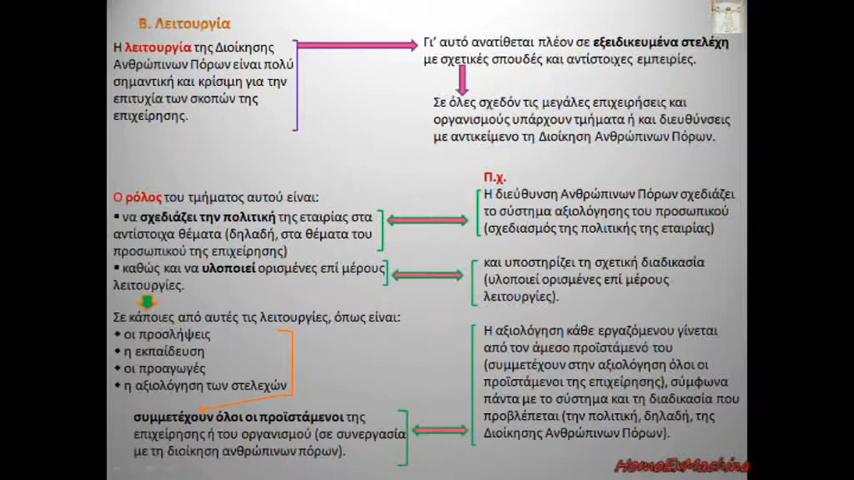 Β. Λειτουργία
Η λειτουργία της Διοίκησης
Ανθρώπινων Πόρων είναι πολύ
σημαντική και κρίσιμη για την
επιτυχία των σκοπών της
επιχείρησης.
Γι’ αυτό ανατίθεται πλέον σε εξειδικευμένα στελέχη
με σχετικές σπουδές και αντίστοιχες εμπειρίες.
Σε όλες σχεδόν τις μεγάλες επιχειρήσεις και
οργανισμούς υπάρχουν τμήματα ή και διευθύνσεις
με αντικείμενο τη Διοίκηση Ανθρώπινων Πόρων.
Ο ρόλος του τμήματος αυτού είναι:
▪ να σχεδιάζει την πολιτική της εταιρίας στα
αντίστοιχα θέματα (δηλαδή, στα θέματα του
προσωπικού της επιχείρησης)
▪ καθώς και να υλοποιεί ορισμένες επί μέρους
λειτουργίες.
Σε κάποιες από αυτές τις λειτουργίες, όπως είναι:
◆ οι προσλήψεις
◆ η εκπαίδευση
◆ οι προαγωγές
◆ η αξιολόγηση των στελεχών
συμμετέχουν όλοι οι προϊστάμενοι της
επιχείρησης ή του οργανισμού (σε συνεργασία
με τη διοίκηση ανθρώπινων πόρων).
Π.χ.
Η διεύθυνση Ανθρώπινων Πόρων σχεδιάζει
το σύστημα αξιολόγησης του προσωπικού
(σχεδιασμός της πολιτικής της εταιρίας)
και υποστηρίζει τη σχετική διαδικασία
(υλοποιεί ορισμένες επί μέρους
λειτουργίες).
Η αξιολόγηση κάθε εργαζόμενου γίνεται
από τον άμεσο προϊστάμενό του
(συμμετέχουν στην αξιολόγηση όλοι οι
προϊστάμενοι της επιχείρησης), σύμφωνα
πάντα με το σύστημα και τη διαδικασία που
προβλέπεται (την πολιτική, δηλαδή, της
Διοίκησης Ανθρώπινων Πόρων).
HomoExMachina